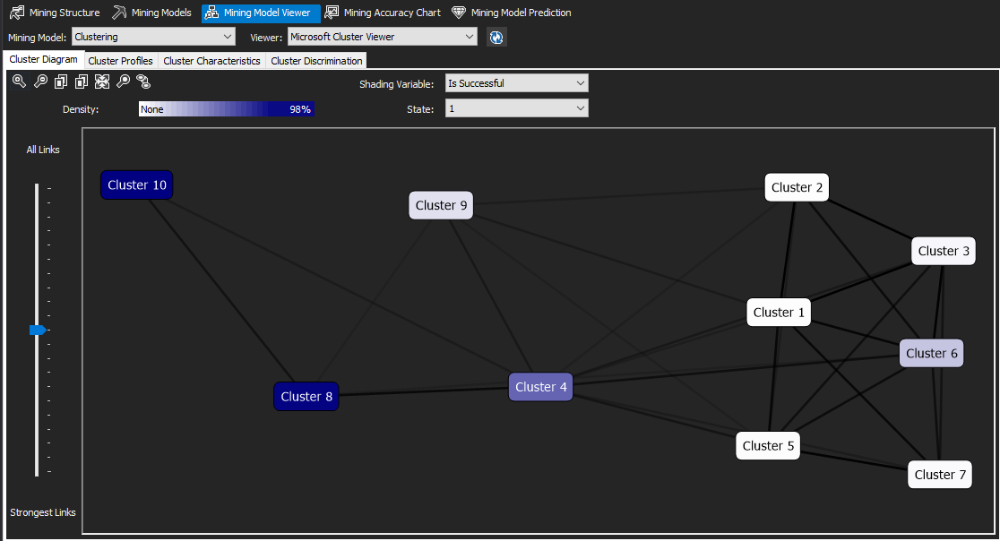 Mining Structure Mining Models Mining Model Viewer Mining Accuracy Chart Mining Model Prediction
Mining Model: Clustering Viewer: Microsoft Cluster Viewer
Cluster Diagram Cluster Profiles Cluster Characteristics Cluster Discrimination
Shading Variable: Is Successful
Density: None 98% State: 1
All Links
Cluster 10
Cluster 2
Cluster 9
Cluster 3
Cluster 1
Cluster 6
Cluster 4
Cluster 8
Cluster 5
Cluster 7
Strongest Links